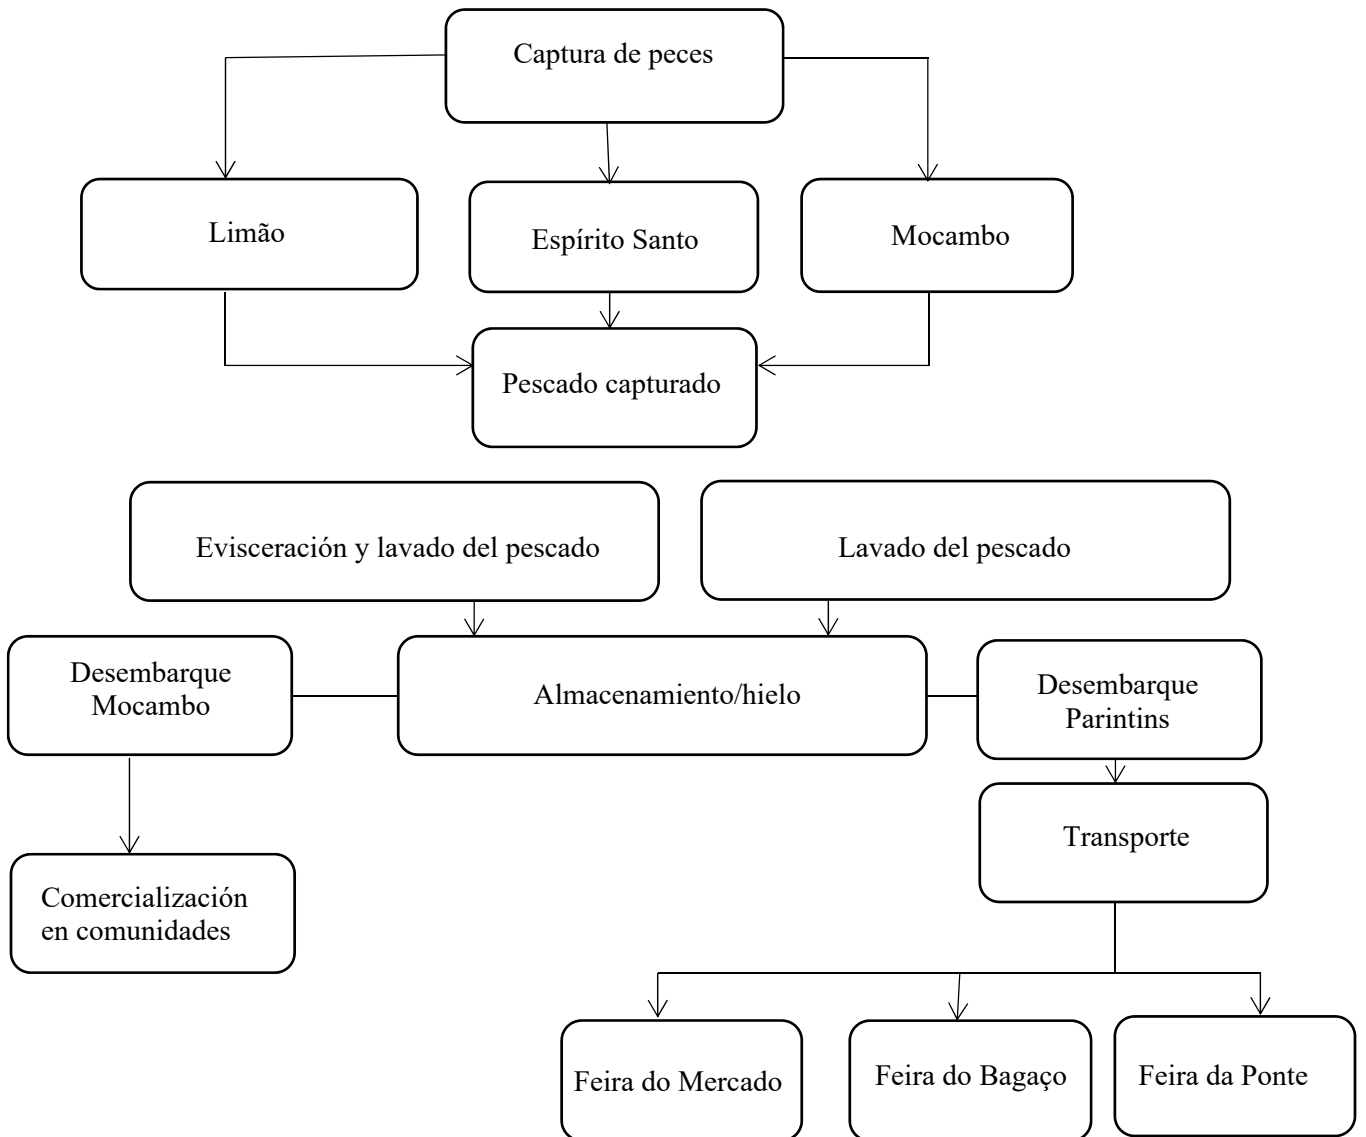 Captura de peces
Limão
Espírito Santo
Mocambo
Pescado capturado
Evisceración y lavado del pescado
Lavado del pescado
Desembarque
Mocambo
Almacenamiento/hielo
Desembarque
Parintins
Transporte
Comercialización
en comunidades
Feira do Mercado
Feira do Bagaço
Feira da Ponte